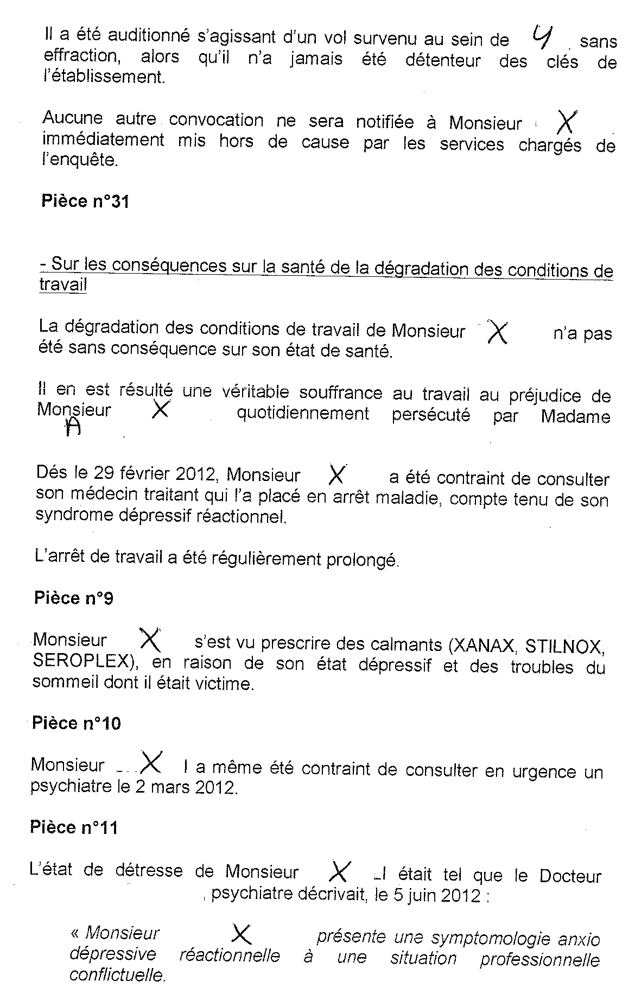 Il a été auditionné s'agissant d'un vol survenu au sein de Y sans
effraction, alors qu'il n'a jamais été détenteur des clés de
l'établissement.
Aucune autre convocation ne sera notifiée à Monsieur X
immédiatement mis hors de cause par les services chargés de
l'enquête.
Pièce n°31
- Sur les conséquences sur la santé de la dégradation des conditions de
travail
La dégradation des conditions de travail de Monsieur X n'a pas
été sans conséquence sur son état de santé.
Il en est résulté une véritable souffrance au travail au préjudice de
Monsieur X quotidiennement persécuté par Madame
A
Dés le 29 février 2012, Monsieur X a été contraint de consulter
son médecin traitant qui l'a placé en arrêt maladie, compte tenu de son
syndrome dépressif réactionnel.
L'arrêt de travail a été régulièrement prolongé.
Pièce n°9
Monsieur X s'est vu prescrire des calmants (XANAX, STILNOX,
SEROPLEX), en raison de son état dépressif et des troubles du
sommeil dont il était victime.
Pièce n°10
Monsieur X a même été contraint de consulter en urgence un
psychiatre le 2 mars 2012.
Pièce n°11
L'état de détresse de Monsieur X était tel que le Docteur
, psychiatre décrivait, le 5 juin 2012 :
« Monsieur X présente une symptomologie anxio
dépressive réactionnelle à une situation professionnelle
conflictuelle.